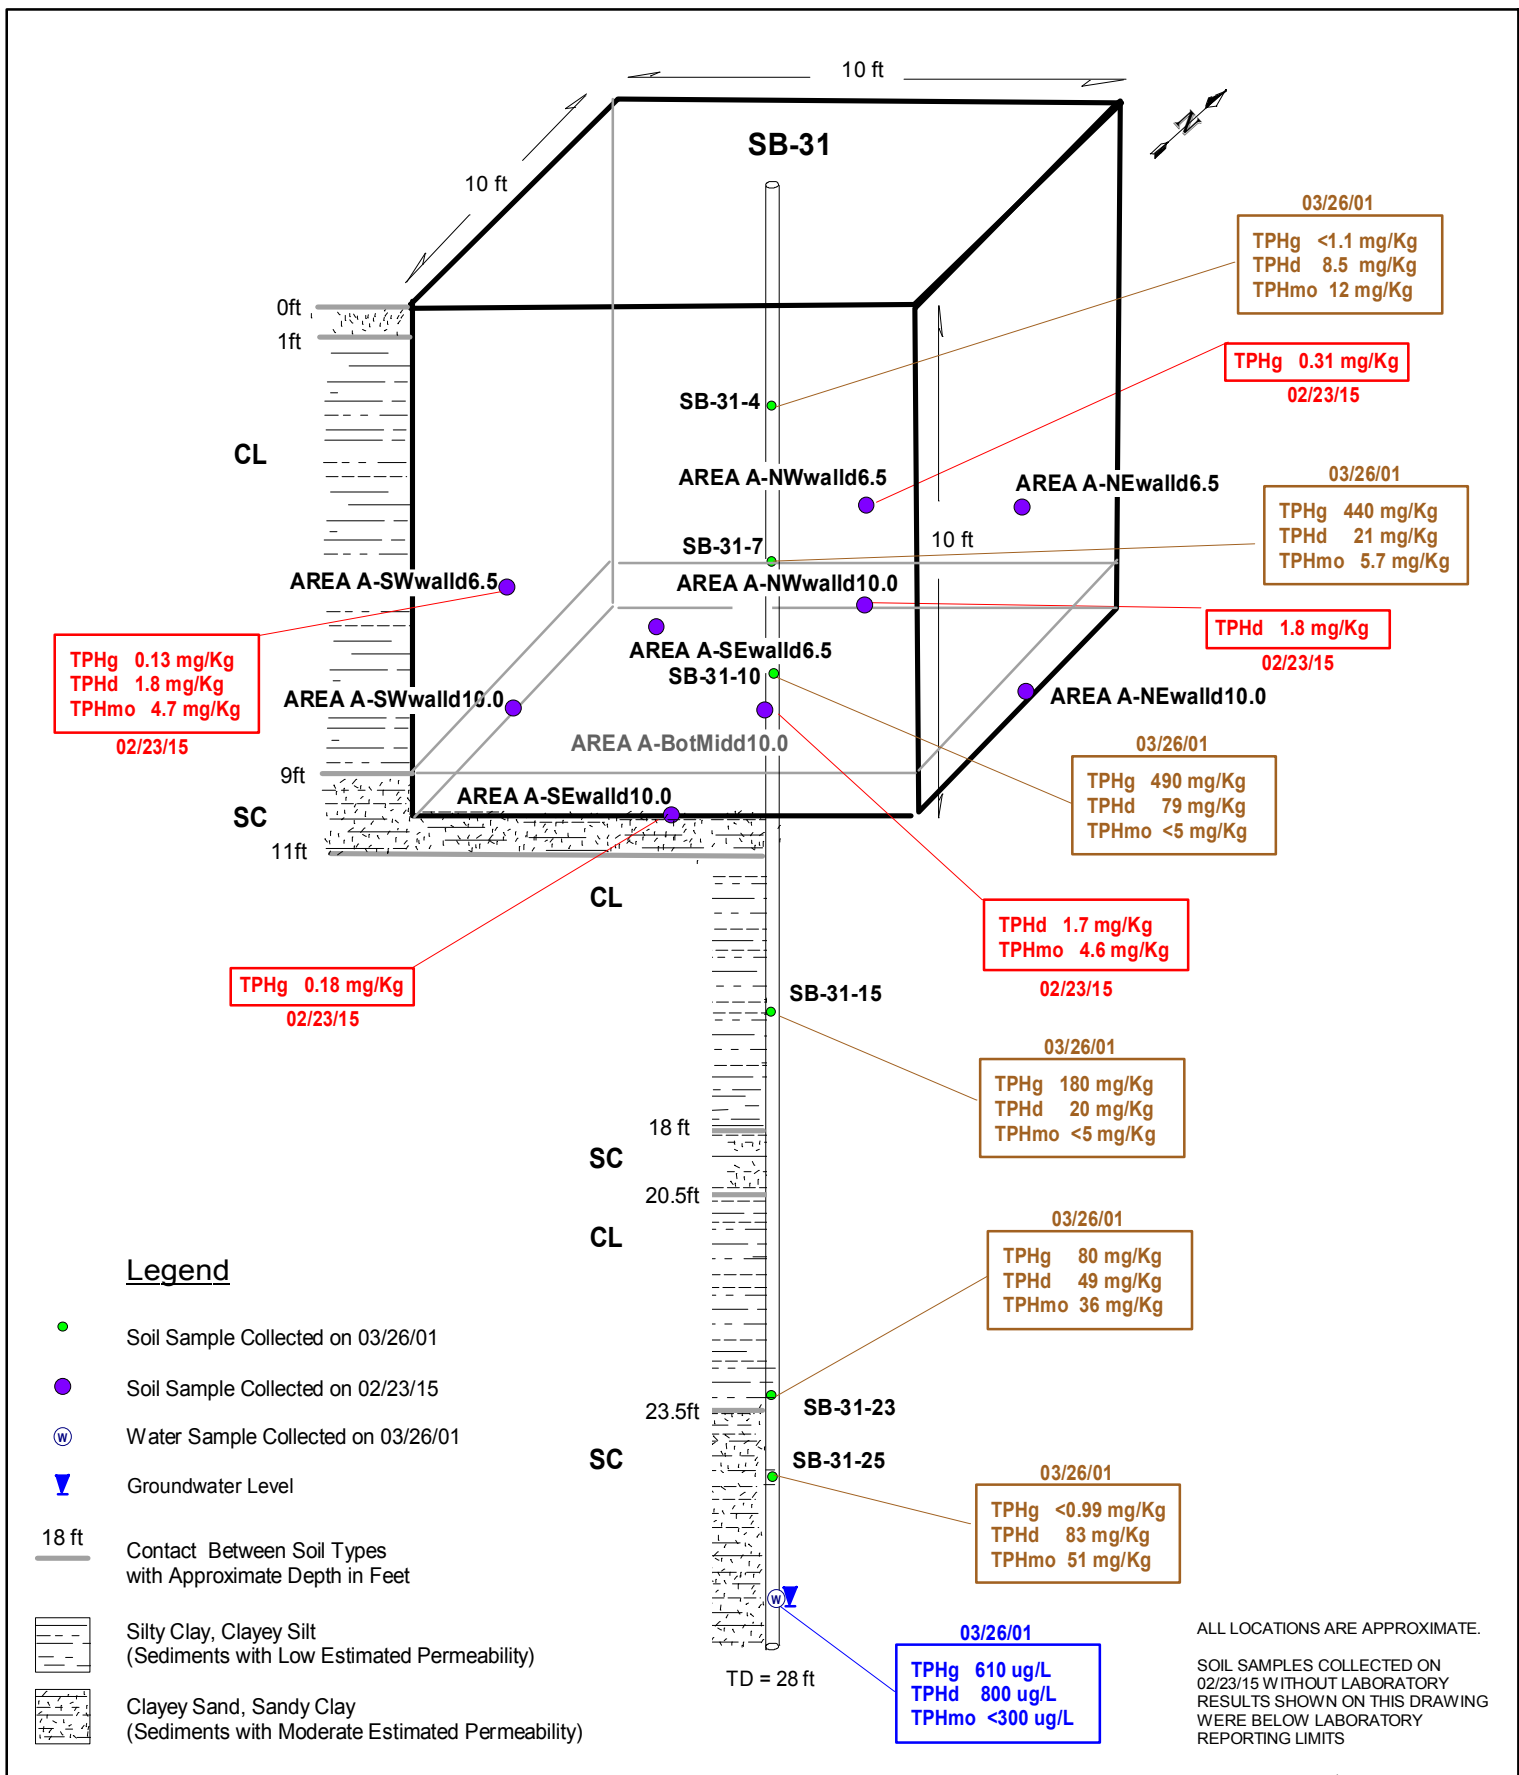 10 ft
N
SB-31
10 ft
03/26/01
TPHg <1.1 mg/Kg
TPHd 8.5 mg/Kg
TPHmo 12 mg/Kg
0ft
1ft
TPHg 0.31 mg/Kg
02/23/15
SB-31-4
CL
AREA A-NWwalld6.5
AREA A-NEwalld6.5
03/26/01
TPHg 440 mg/Kg
TPHd 21 mg/Kg
TPHmo 5.7 mg/Kg
10 ft
SB-31-7
AREA A-SWwalld6.5
AREA A-NWwalld10.0
TPHd 1.8 mg/Kg
02/23/15
TPHg 0.13 mg/Kg
TPHd 1.8 mg/Kg
TPHmo 4.7 mg/Kg
02/23/15
AREA A-SEwalld6.5
SB-31-10
AREA A-SWwalld10.0
AREA A-NEwalld10.0
AREA A-BotMidd10.0
03/26/01
TPHg 490 mg/Kg
TPHd 79 mg/Kg
TPHmo <5 mg/Kg
9ft
SC
AREA A-SEwalld10.0
11ft
CL
TPHd 1.7 mg/Kg
TPHmo 4.6 mg/Kg
02/23/15
TPHg 0.18 mg/Kg
02/23/15
SB-31-15
03/26/01
TPHg 180 mg/Kg
TPHd 20 mg/Kg
TPHmo <5 mg/Kg
18 ft
SC
20.5ft
CL
03/26/01
TPHg 80 mg/Kg
TPHd 49 mg/Kg
TPHmo 36 mg/Kg
23.5ft
SB-31-23
SC
SB-31-25
03/26/01
TPHg <0.99 mg/Kg
TPHd 83 mg/Kg
TPHmo 51 mg/Kg
W
TD = 28 ft
03/26/01
TPHg 610 ug/L
TPHd 800 ug/L
TPHmo <300 ug/L
Legend
Soil Sample Collected on 03/26/01
Soil Sample Collected on 02/23/15
W
Water Sample Collected on 03/26/01
Groundwater Level
18 ft
Contact Between Soil Types
with Approximate Depth in Feet
Silty Clay, Clayey Silt
(Sediments with Low Estimated Permeability)
Clayey Sand, Sandy Clay
(Sediments with Moderate Estimated Permeability)
ALL LOCATIONS ARE APPROXIMATE.
SOIL SAMPLES COLLECTED ON
02/23/15 WITHOUT LABORATORY
RESULTS SHOWN ON THIS DRAWING
WERE BELOW LABORATORY
REPORTING LIMITS